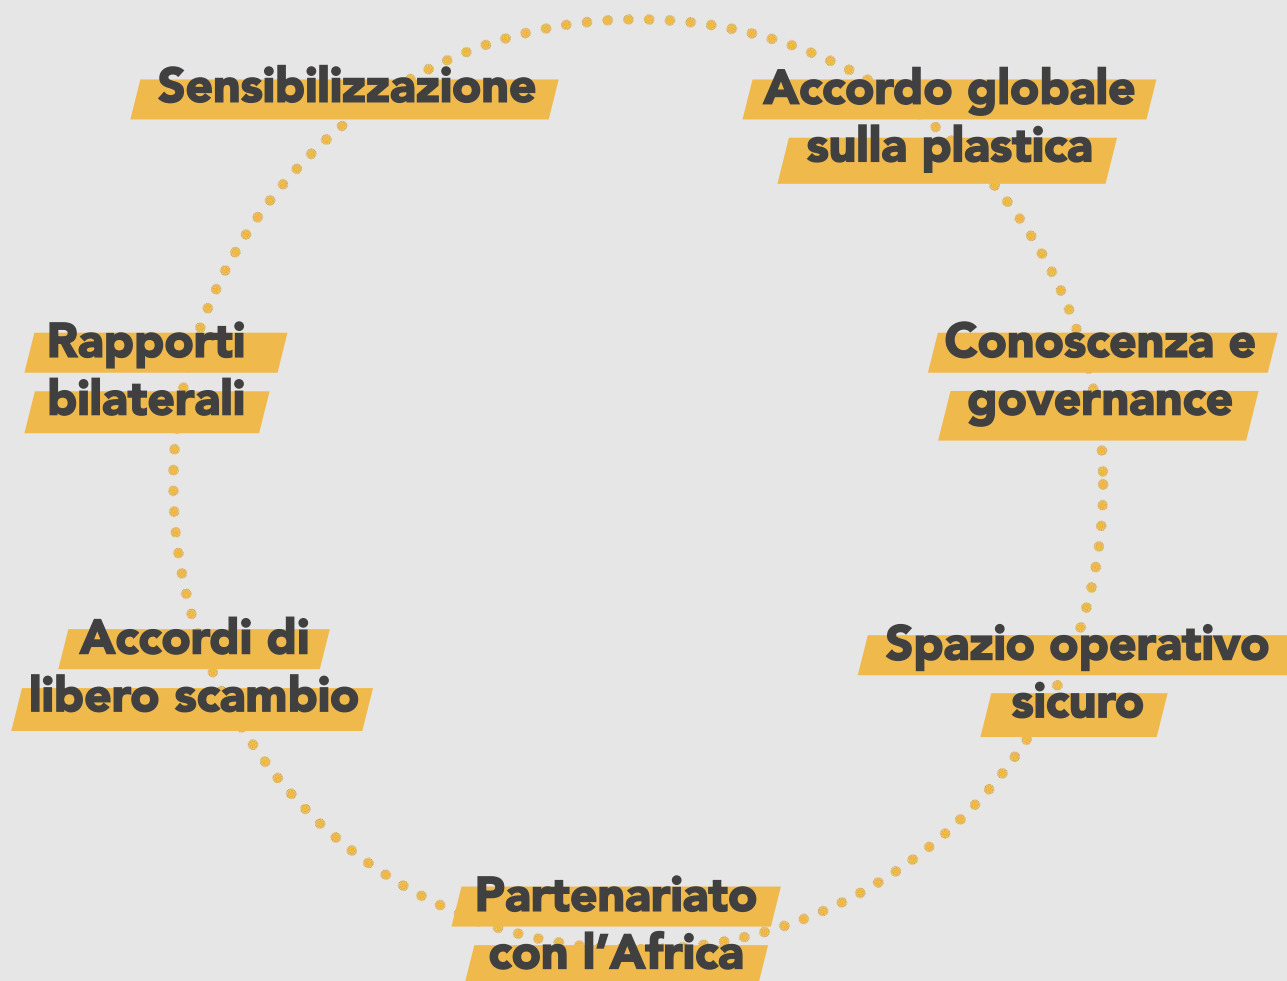 Sensibilizzazione
Accordo globale
sulla plastica
Rapporti
bilaterali
Conoscenza e
governance
Accordi di
libero scambio
Spazio operativo
sicuro
Partenariato
con l’Africa